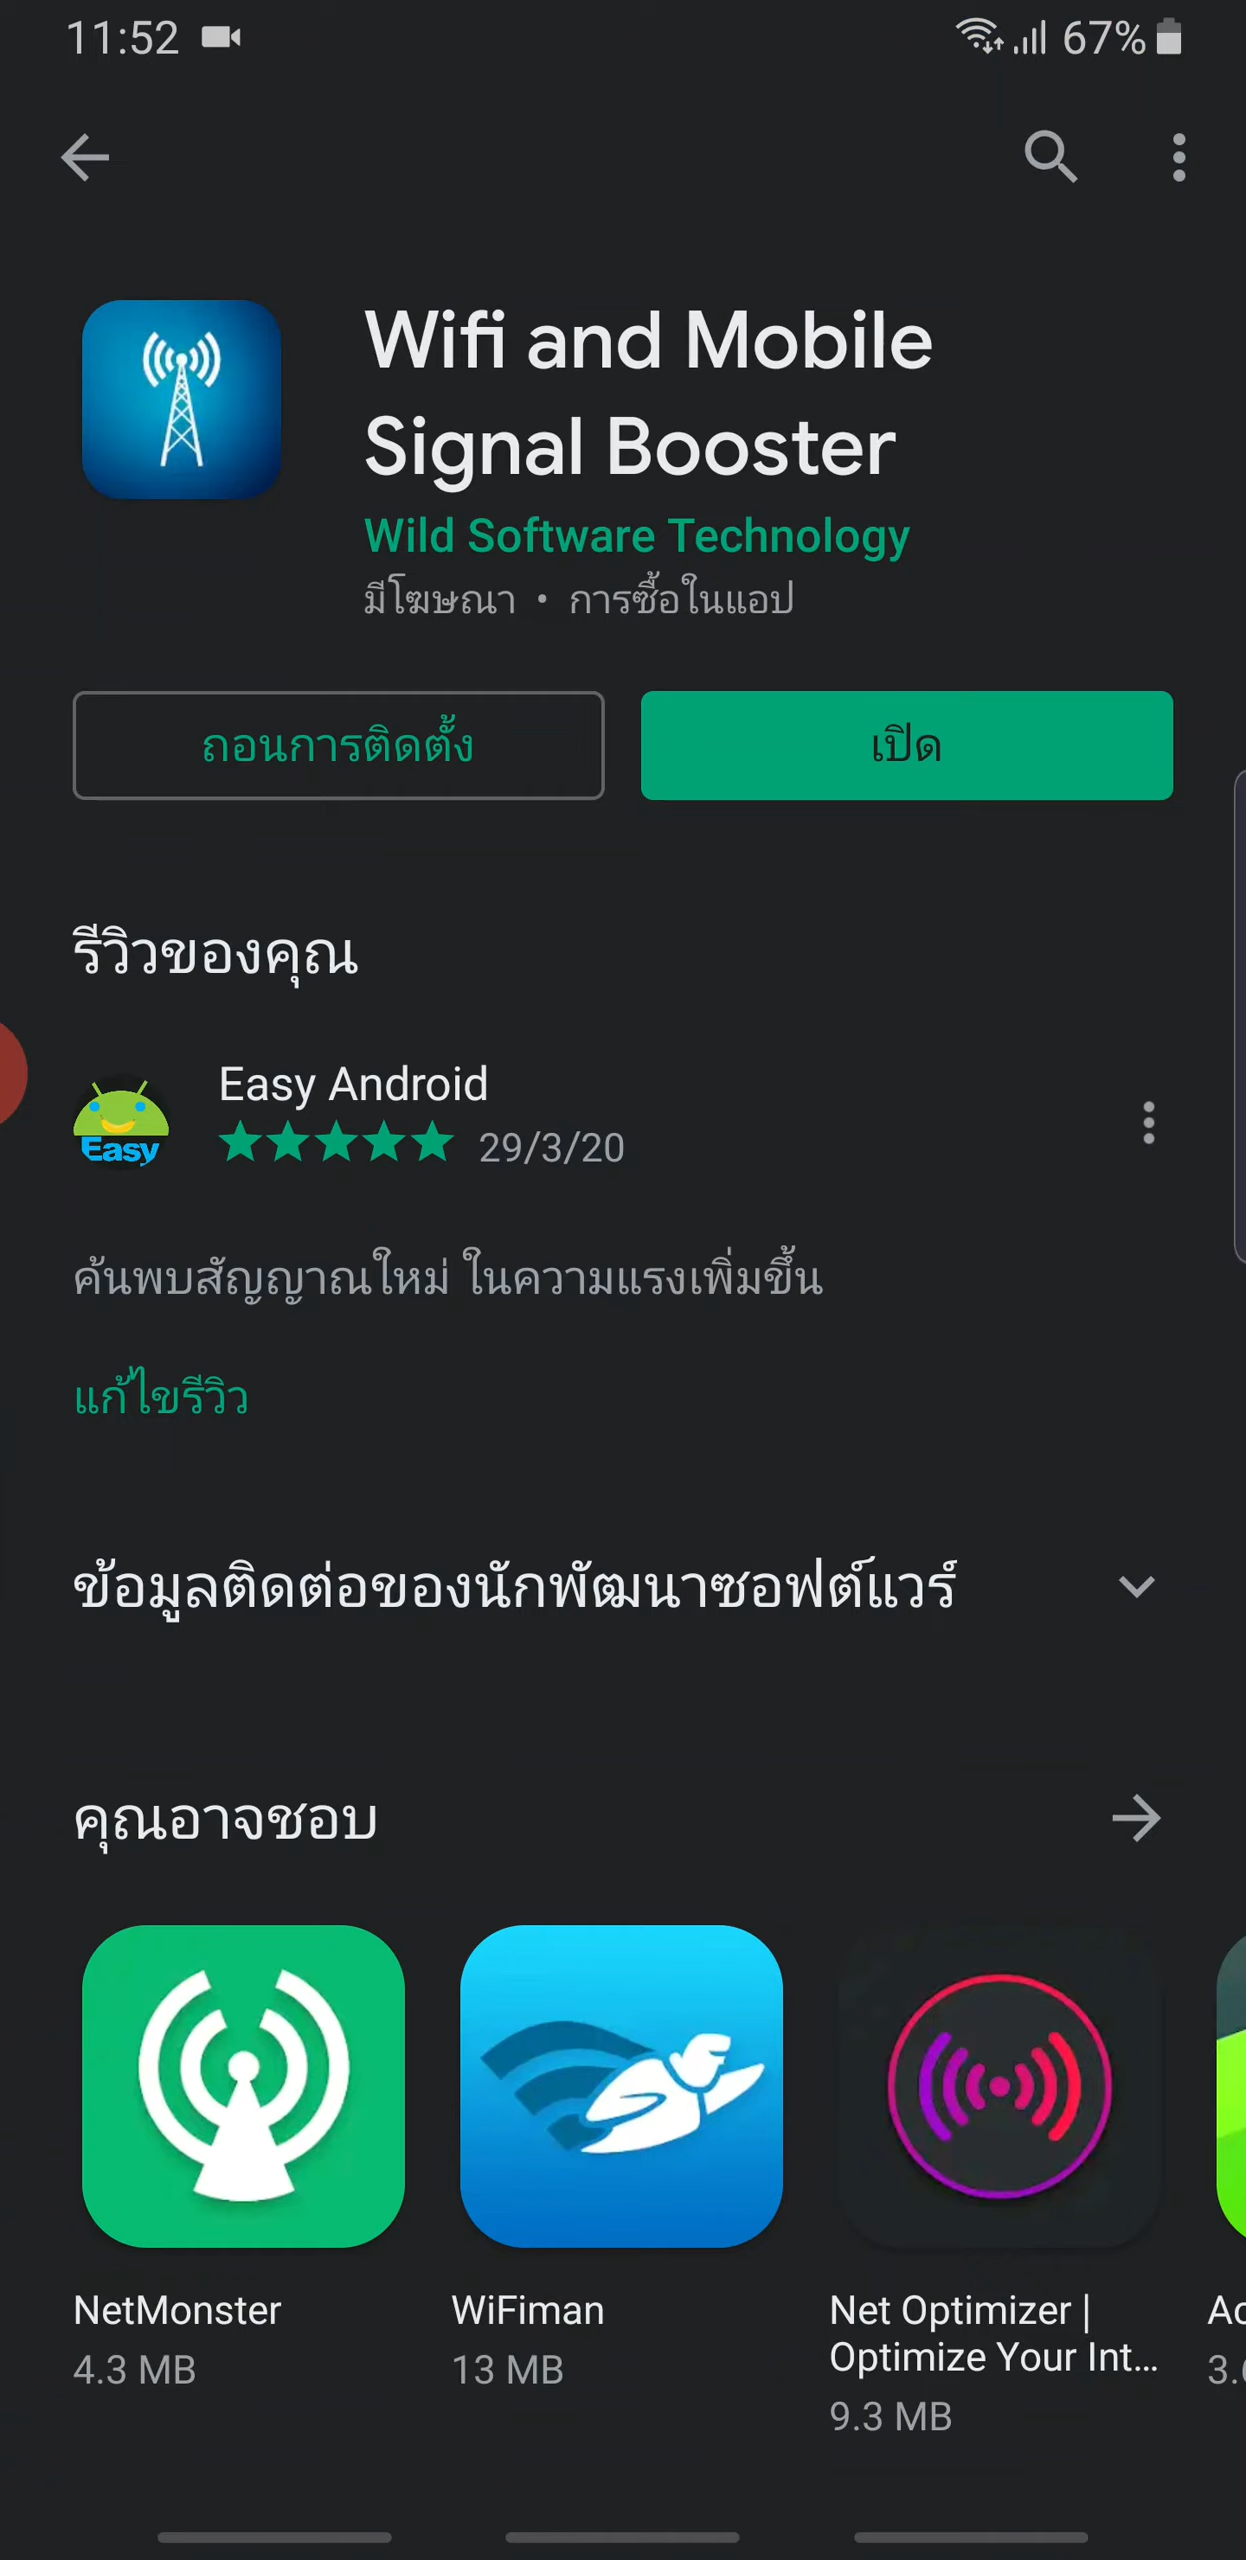 11:52
67%
Wifi and Mobile
Signal Booster
Wild Software Technology
มีโฆษณา • การซื้อในแอป
ถอนการติดตั้ง
เปิด
รีวิวของคุณ
Easy Android
Easy
29/3/20
ค้นพบสัญญาณใหม่ ในความแรงเพิ่มขึ้น
แก้ไขรีวิว
ข้อมูลติดต่อของนักพัฒนาซอฟต์แวร์
คุณอาจชอบ
NetMonster
4.3 MB
WiFiman
13 MB
Net Optimizer |
Optimize Your Int...
9.3 MB